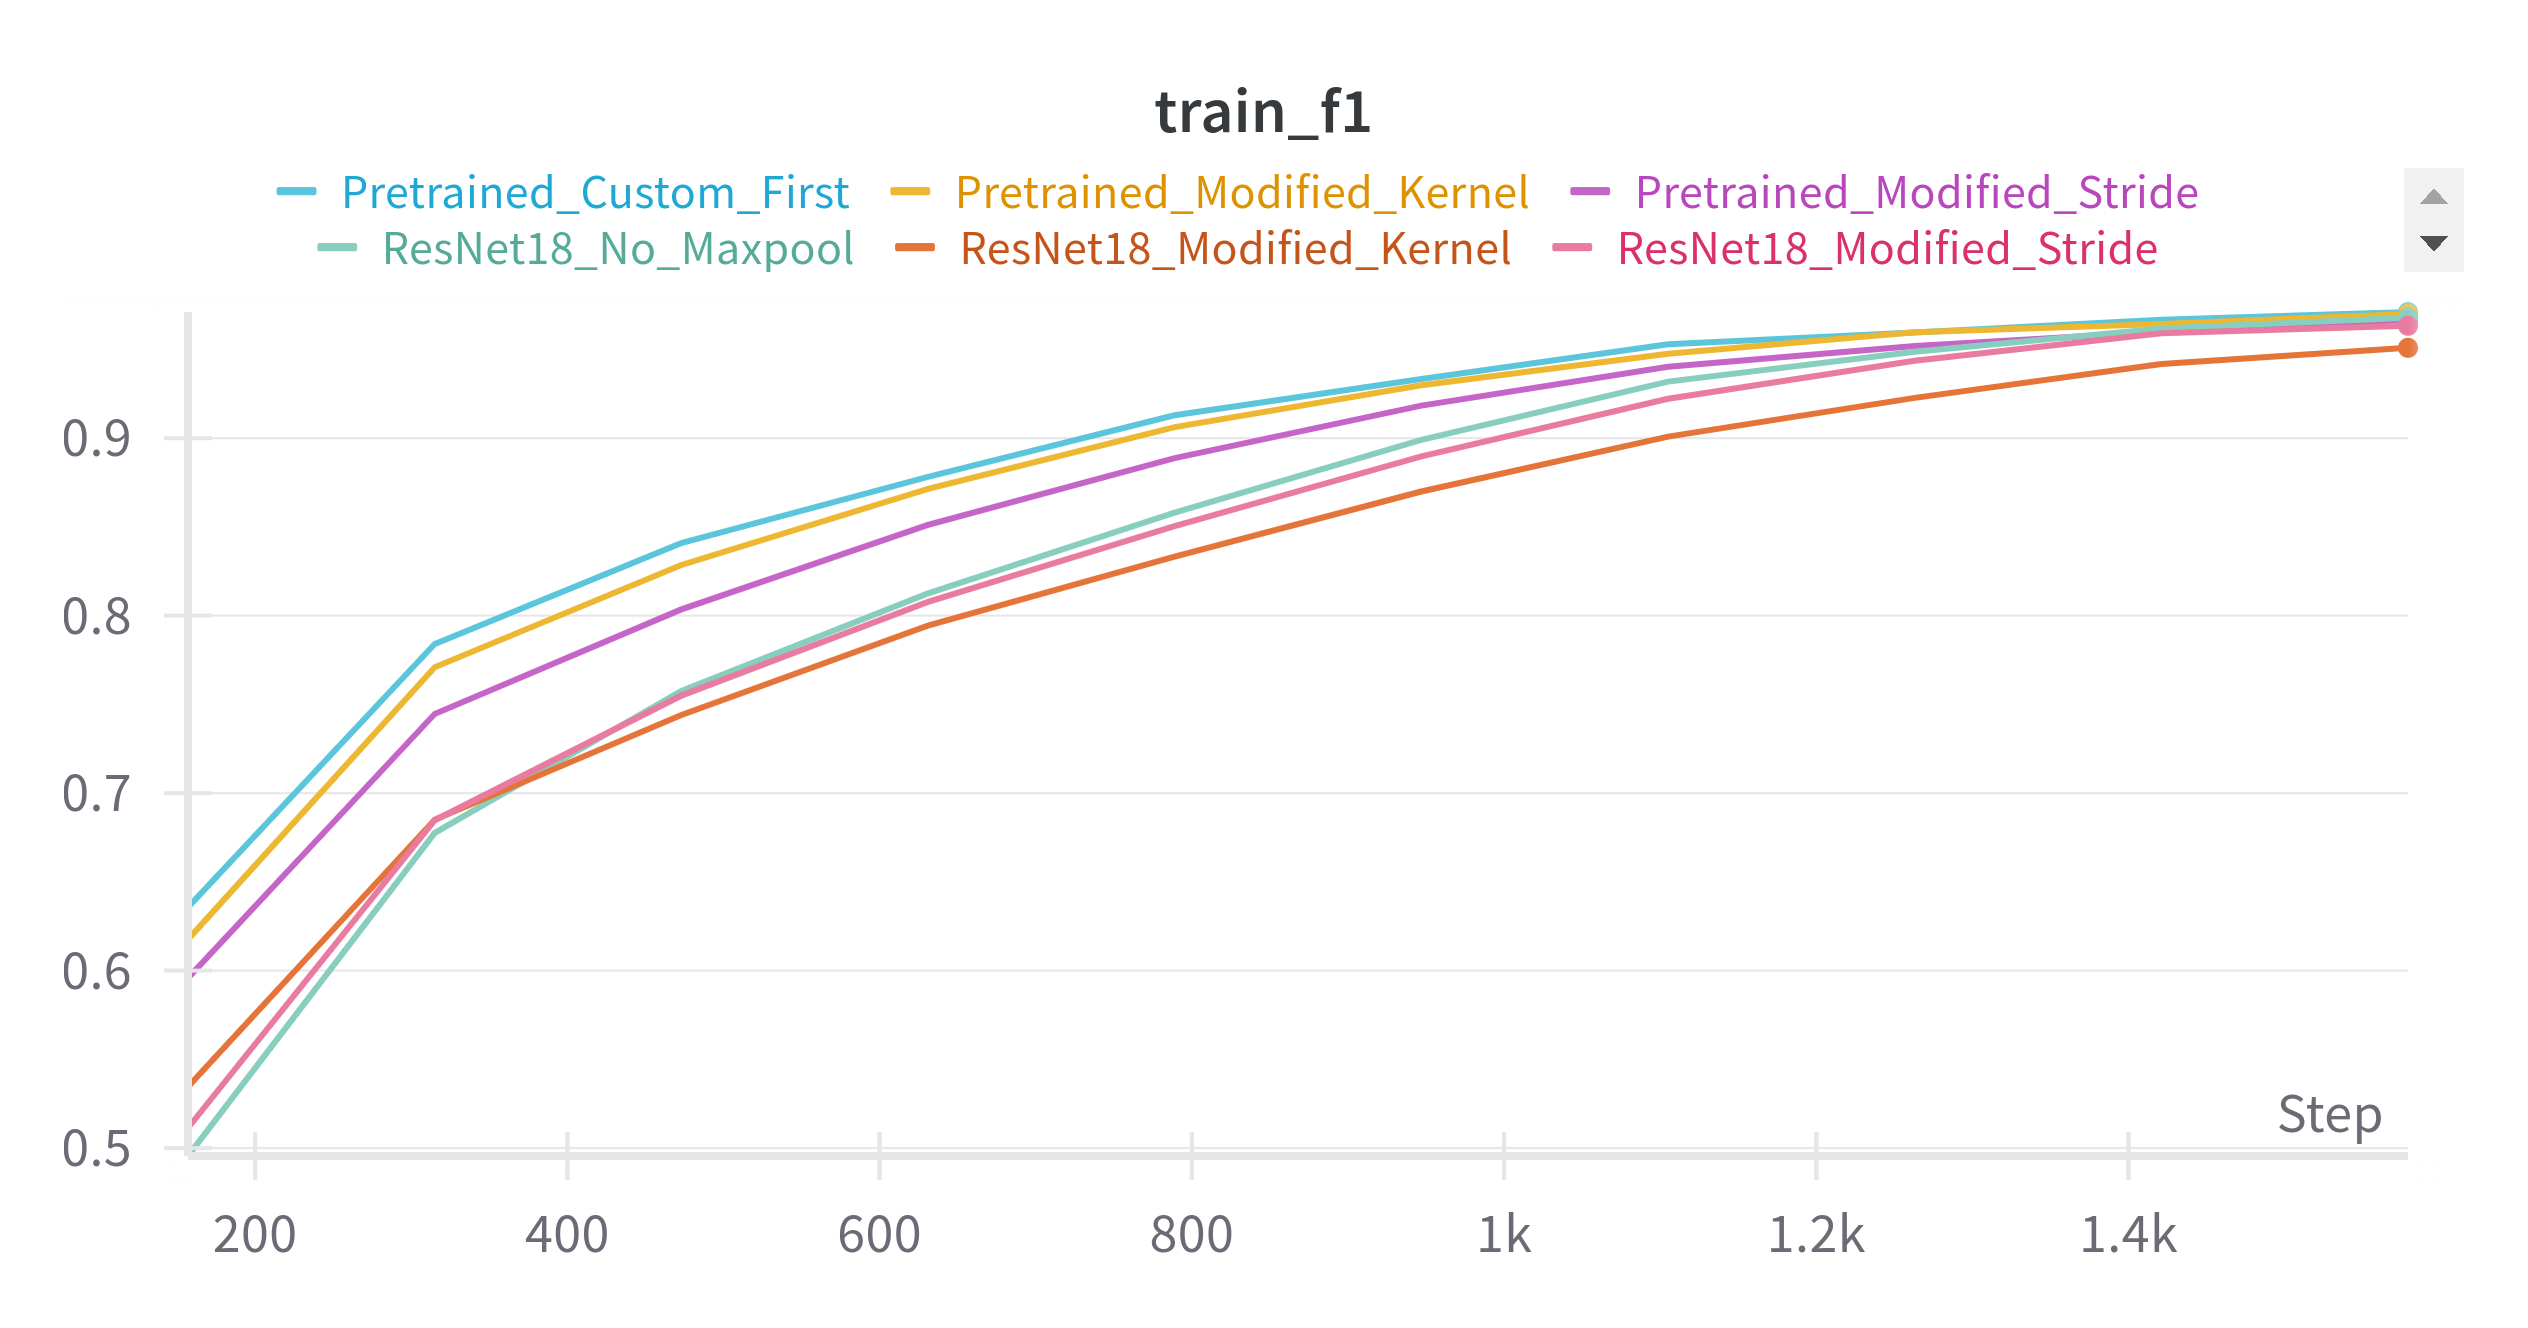 train_f1
Pretrained_Custom_First Pretrained_Modified_Kernel Pretrained_Modified_Stride
ResNet18_No_Maxpool ResNet18_Modified_Kernel ResNet18_Modified_Stride
0.9
0.8
0.7
0.6
0.5
Step
200 400 600 800 1k 1.2k 1.4k